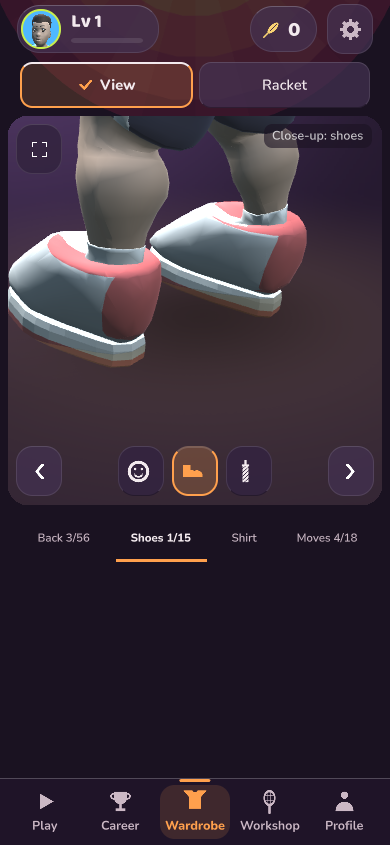 Lv 1
0
View
Racket
Close-up: shoes
Back 3/56
Shoes 1/15
Shirt
Moves 4/18
Play
Career
Wardrobe
Workshop
Profile